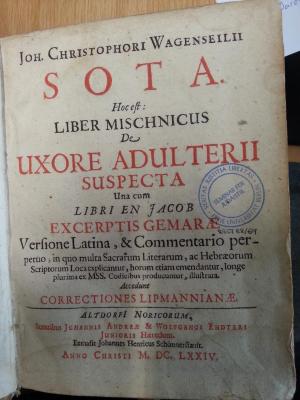 JOH. CHRISTOPHORI WAGENSEILII
SOTA.
Hoc est:
LIBER MISCHNICUS
De
UXORE ADULTERII
SUSPECTA
Una cum
LIBRI EN JACOB
EXCERPTIS GEMARÆ
Versione Latina, & Commentario per-
petuo, in quo multa Sacrarum Literarum, ac Hebræorum
Scriptorum Loca explicantur, horum etiam emendantur, longe
plurima ex MSS. Codicibus producuntur, illustrata.
Accedunt
CORRECTIONES LIPMANNIANÆ.
ALTDORFI NORICORUM,
Sumtibus JOHANNIS ANDREÆ & WOLFGANGI ENDTERI
JUNIORIS Hæredum.
Excudit Johannes Henricus Schönnerstædt.
ANNO CHRISTI M. DC. LXXIV.